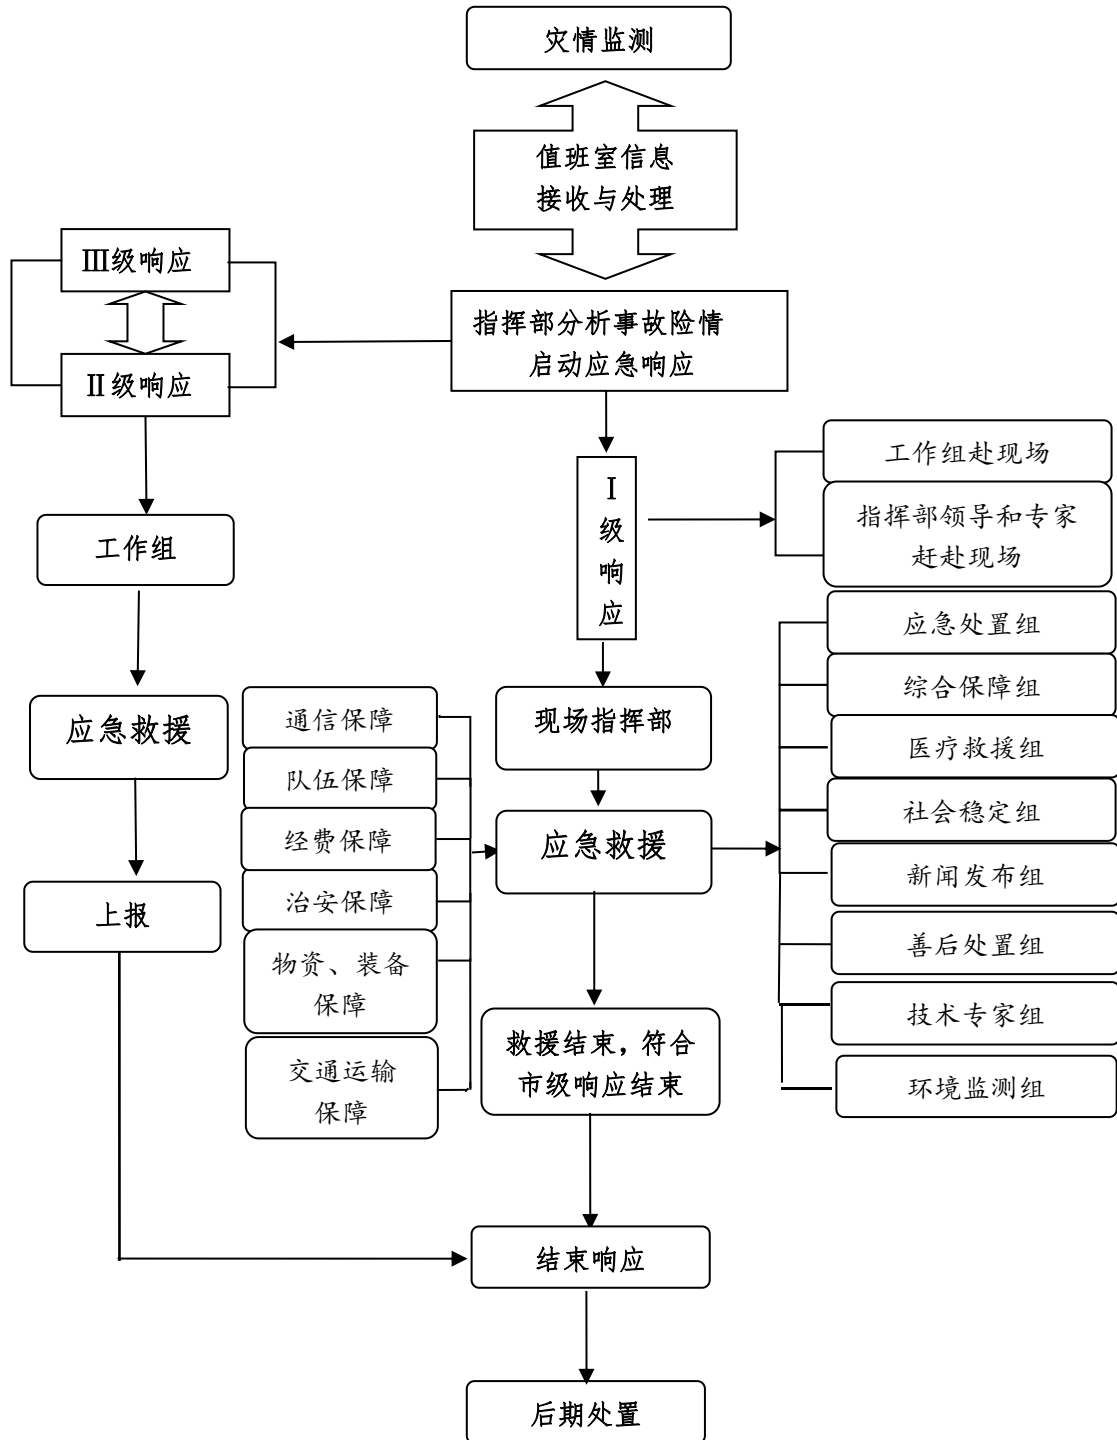 灾情监测
值班室信息
接收与处理
Ⅲ级响应
Ⅱ级响应
指挥部分析事故险情
启动应急响应
Ⅰ
级
响
应
工作组赴现场
指挥部领导和专家
赶赴现场
工作组
应急救援
上报
通信保障
队伍保障
经费保障
治安保障
物资、装备
保障
交通运输
保障
现场指挥部
应急救援
救援结束，符合
市级响应结束
应急处置组
综合保障组
医疗救援组
社会稳定组
新闻发布组
善后处置组
技术专家组
环境监测组
结束响应
后期处置